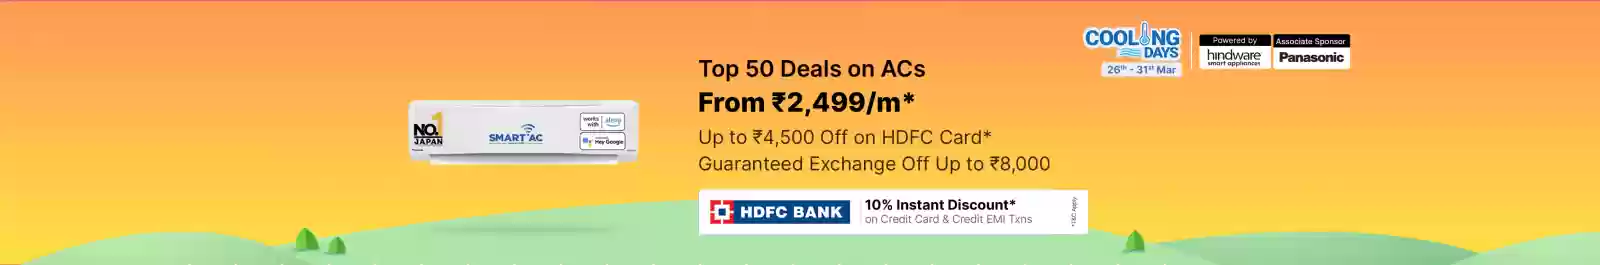 COOLING
DAYS
26th - 31st Mar
Powered by
hindware
smart appliances
Associate Sponsor
Panasonic
Top 50 Deals on ACs
From ₹2,499/m*
Up to ₹4,500 Off on HDFC Card*
Guaranteed Exchange Off Up to ₹8,000
HDFC BANK
10% Instant Discount*
on Credit Card & Credit EMI Txns
*T&C Apply
NO.1
JAPAN
SMART AC
works
with
alexa
Hey Google